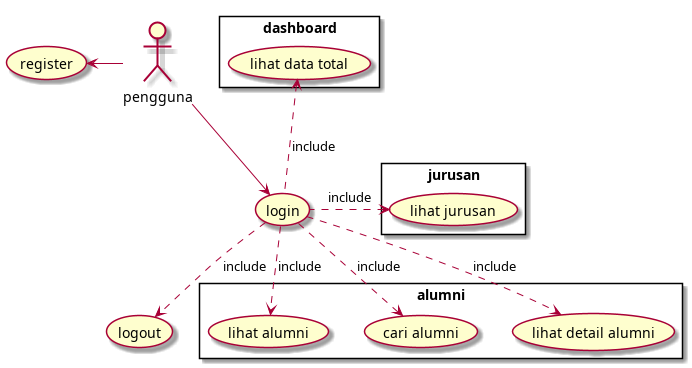 dashboard
register
lihat data total
pengguna
include
jurusan
include
login
lihat jurusan
include
include
include
include
alumni
logout
lihat alumni
cari alumni
lihat detail alumni